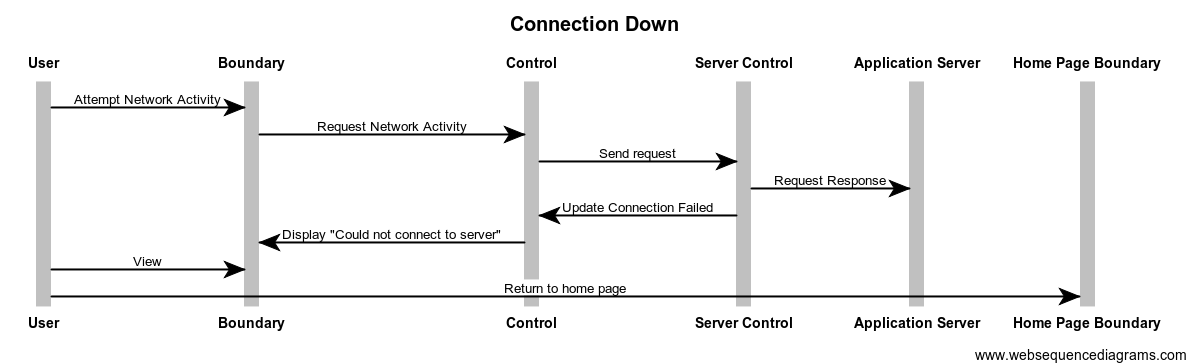 Connection Down
User Boundary Control Server Control Application Server Home Page Boundary
Attempt Network Activity
Request Network Activity
Send request
Request Response
Update Connection Failed
Display "Could not connect to server"
View
Return to home page
User Boundary Control Server Control Application Server Home Page Boundary
www.websequencediagrams.com